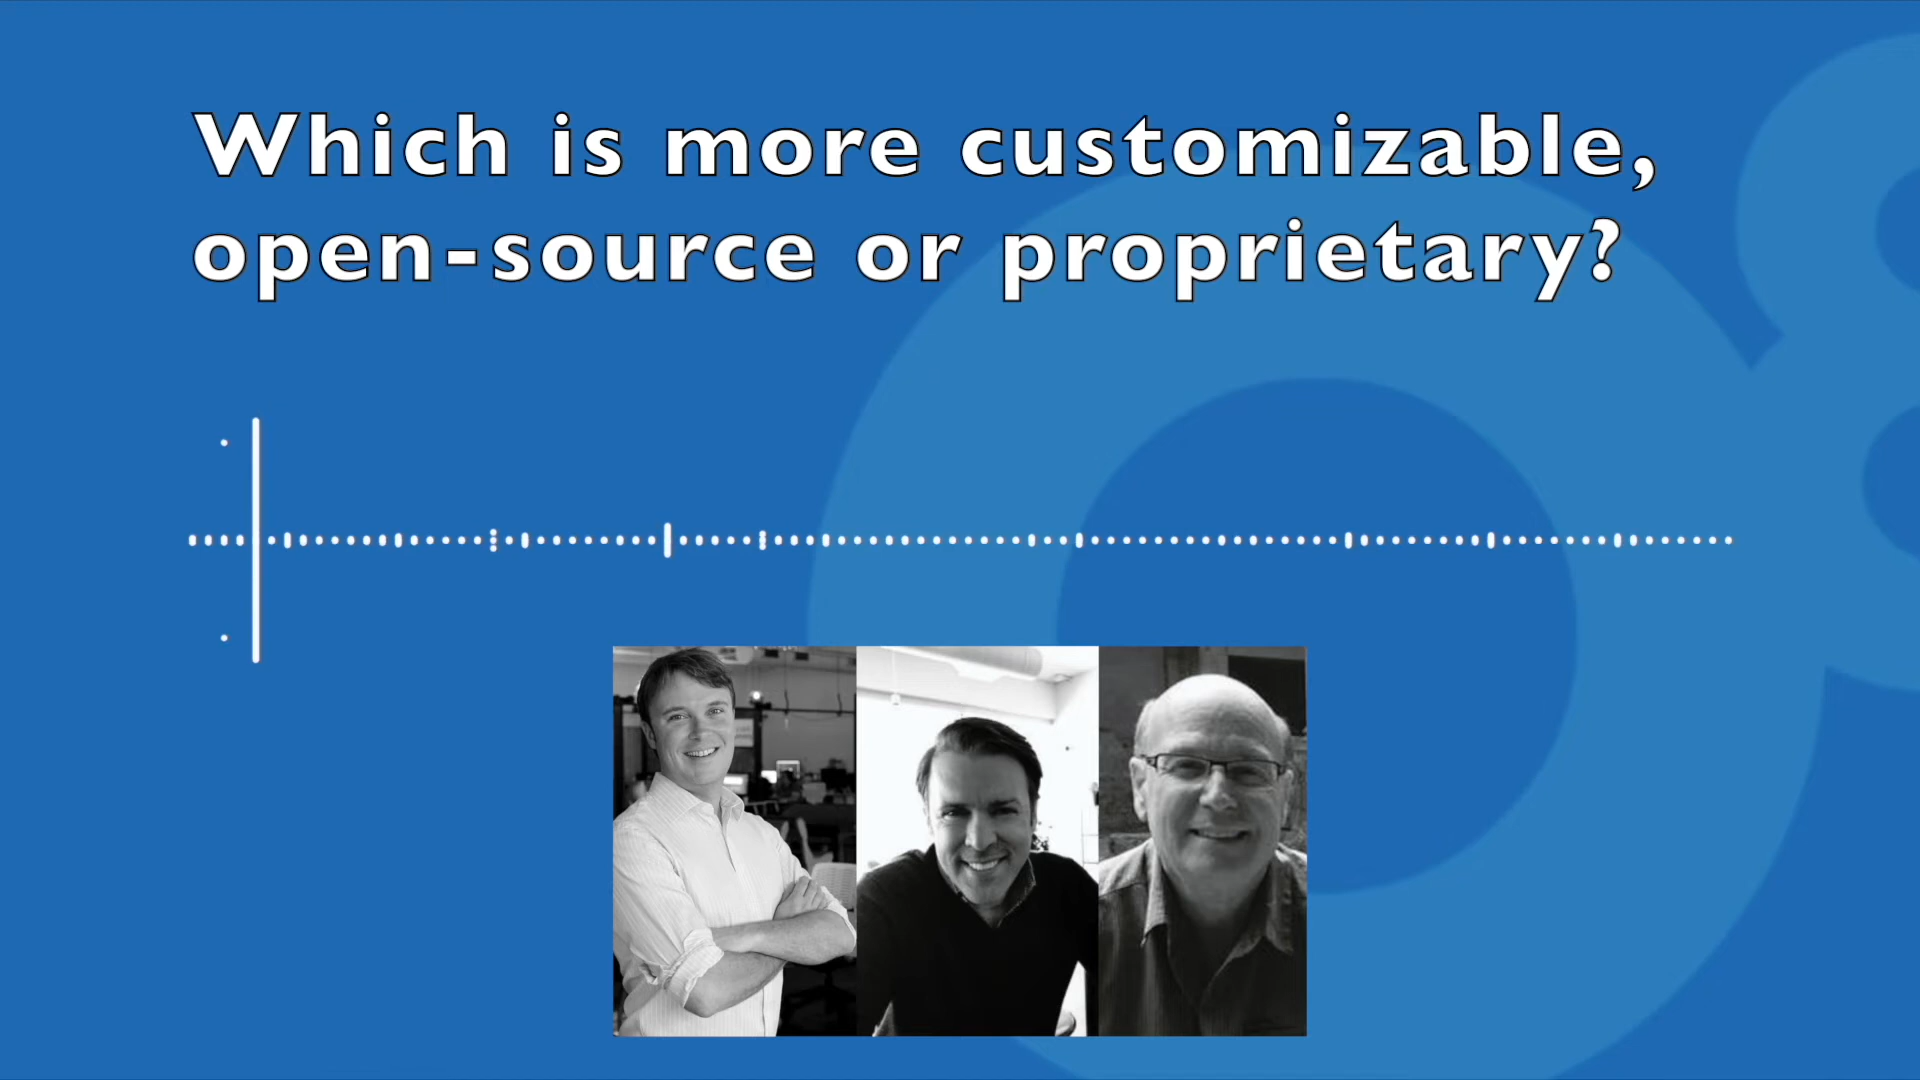 Which is more customizable,
open-source or proprietary?